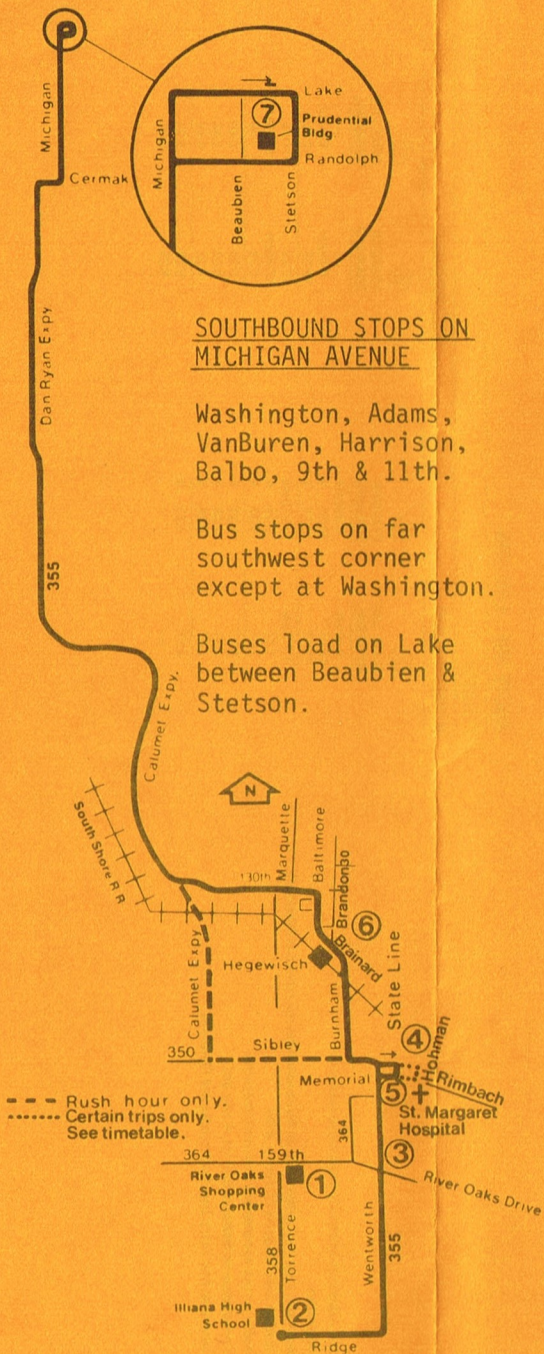 Michigan
Cermak
Lake
7
Prudential
Bldg
Michigan
Randolph
Beaubien
Stetson
SOUTHBOUND STOPS ON
MICHIGAN AVENUE
Washington, Adams,
VanBuren, Harrison,
Balbo, 9th & 11th.
Bus stops on far
southwest corner
except at Washington.
Buses load on Lake
between Beaubien &
Stetson.
Dan Ryan Expy
355
Calumet Expy.
N
South Shore R R
130th
Marquette
Baltimore
Brandon
6
Brainard
Hegewisch
Calumet Expy
Burnham
State Line
4
Hohman
350
Sibley
Memorial
5
Rimbach
St. Margaret
Hospital
Rush hour only.
Certain trips only.
See timetable.
364
364
159th
3
River Oaks
Shopping
Center
1
River Oaks Drive
358
Torrence
Wentworth
355
Illiana High
School
2
Ridge